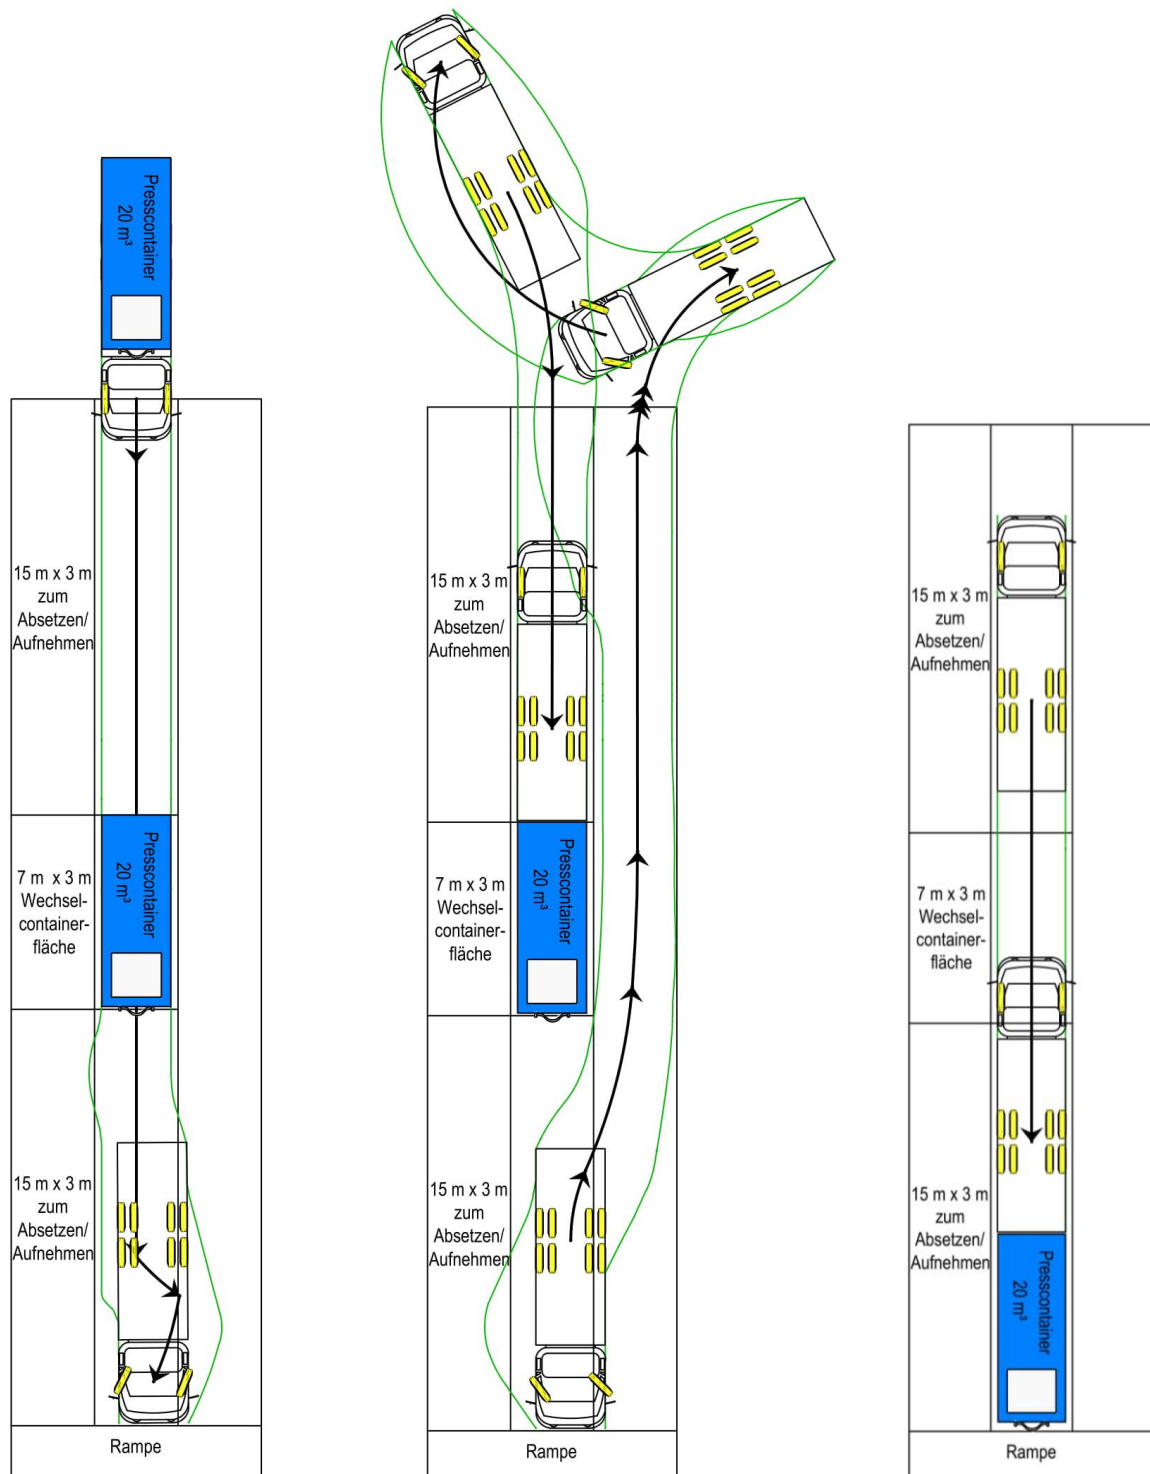 Presscontainer
20 m³
15 m x 3 m
zum
Absetzen/
Aufnehmen
Presscontainer
20 m³
7 m x 3 m
Wechsel-
container-
fläche
15 m x 3 m
zum
Absetzen/
Aufnehmen
Rampe
15 m x 3 m
zum
Absetzen/
Aufnehmen
Presscontainer
20 m³
7 m x 3 m
Wechsel-
container-
fläche
15 m x 3 m
zum
Absetzen/
Aufnehmen
Rampe
15 m x 3 m
zum
Absetzen/
Aufnehmen
7 m x 3 m
Wechsel-
container-
fläche
15 m x 3 m
zum
Absetzen/
Aufnehmen
Presscontainer
20 m³
Rampe